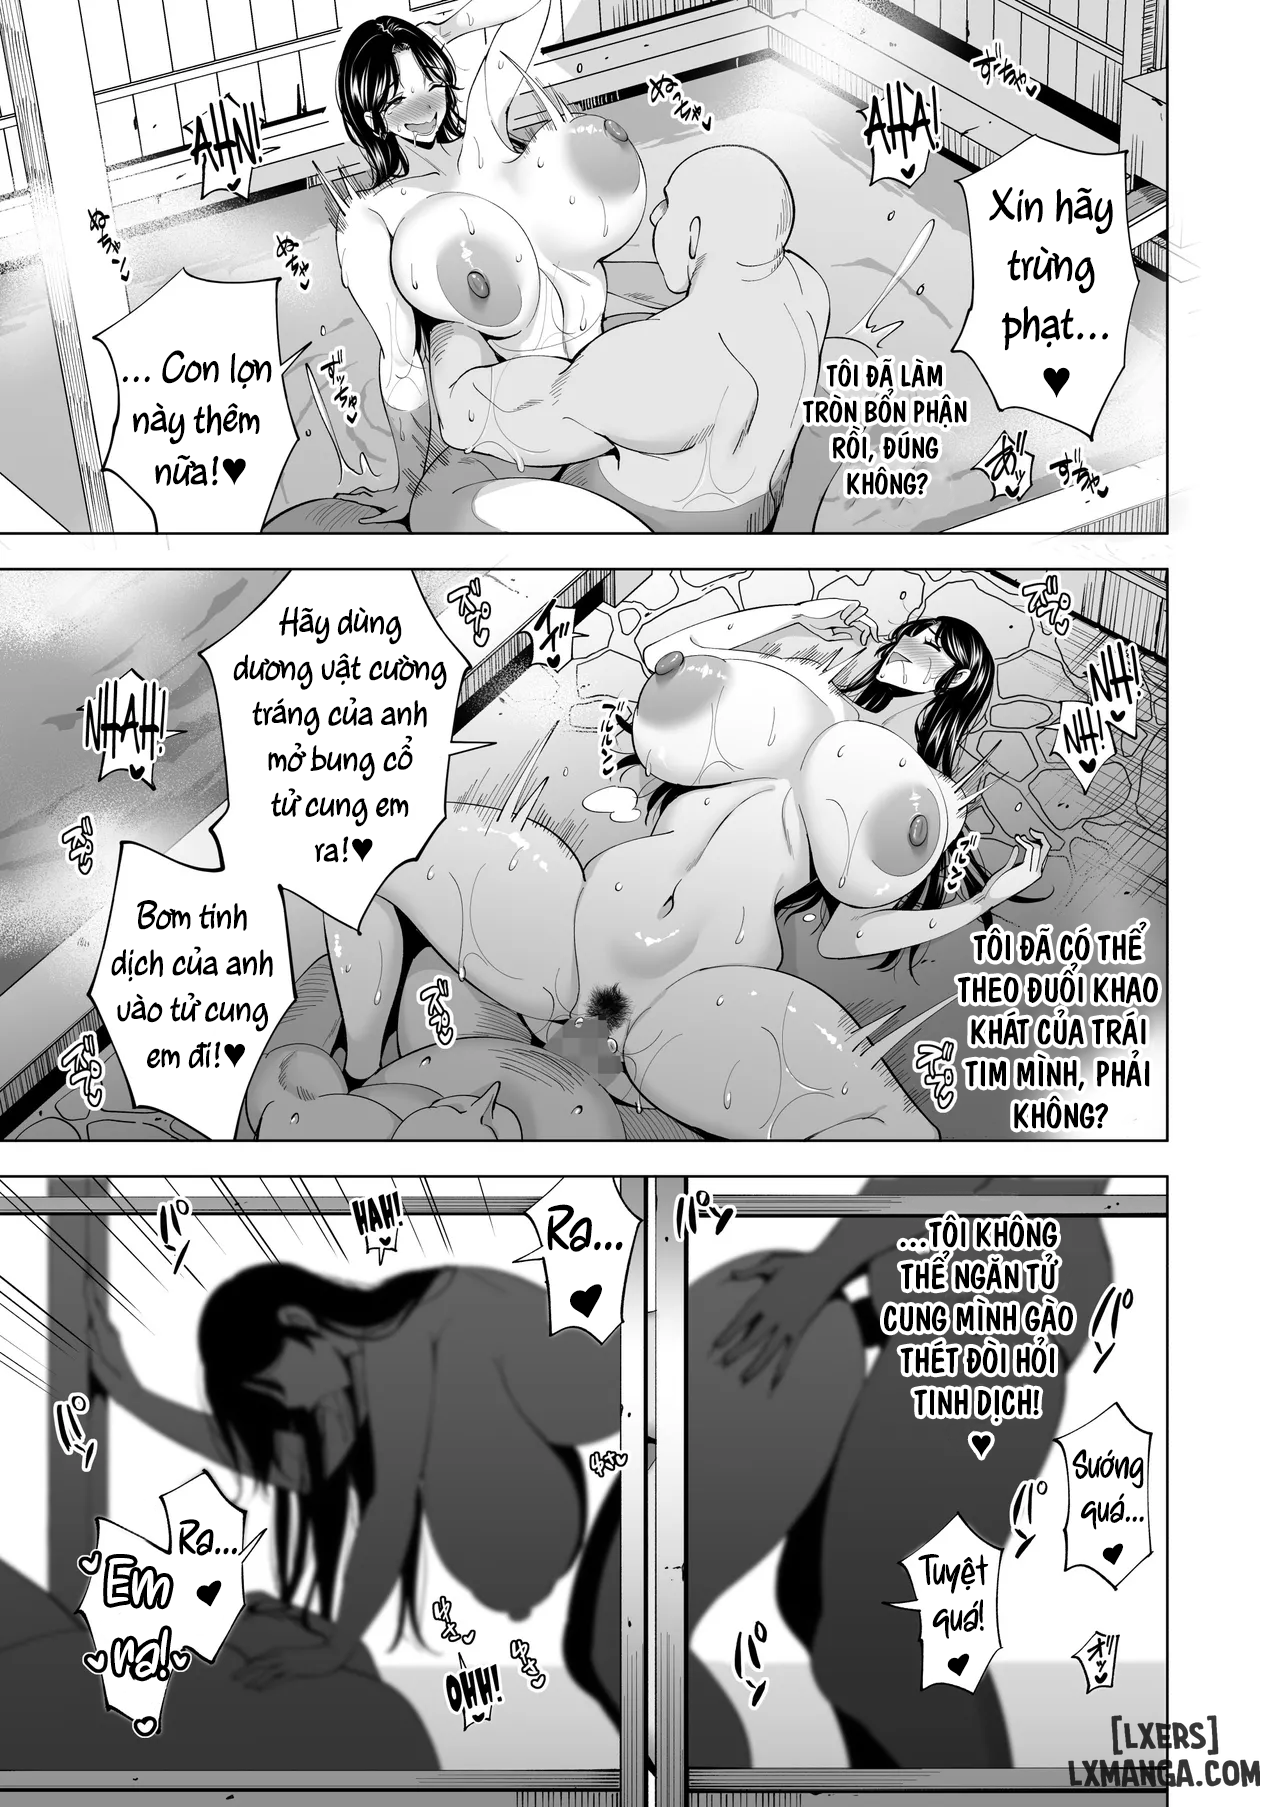 Xin hãy
trừng
phạt...
♥
AHA!
AHN!
TÔI ĐÃ LÀM
TRÒN BỔN PHẬN
RỒI, ĐÚNG
KHÔNG?
... Con lợn
này thêm
nữa!♥
Hãy dùng
dương vật cường
tráng của anh
mở bung cổ
tử cung em
ra!♥
NH!
NH!
NHAH!
Bơm tinh
dịch của anh
vào tử cung
em đi!♥
TÔI ĐÃ CÓ THỂ
THEO ĐUỔI KHAO
KHÁT CỦA TRÁI
TIM MÌNH, PHẢI
KHÔNG?
...TÔI KHÔNG
THỂ NGĂN TỬ
CUNG MÌNH GÀO
THÉT ĐÒI HỎI
TINH DỊCH!
♥
Sướng
quá...
♥
Tuyệt
quá!
♥
Ra...
♥
HAH!
Ra...
♥
Em
ra!
OHH!
[LXERS]
LXMANGA.COM